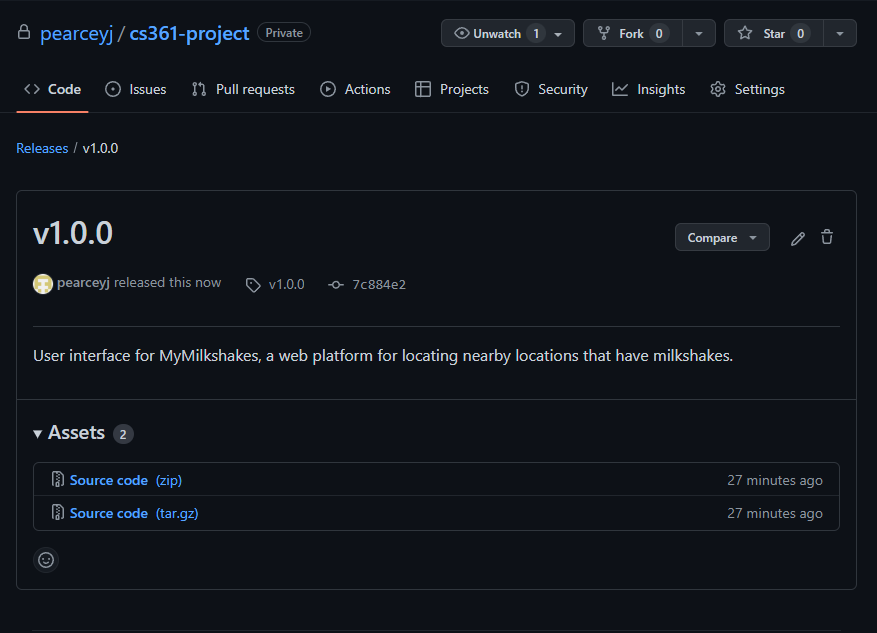 pearceyj / cs361-project Private Unwatch 1 Fork 0 Star 0
Code Issues Pull requests Actions Projects Security Insights Settings
Releases / v1.0.0
v1.0.0 Compare
pearceyj released this now v1.0.0 7c884e2
User interface for MyMilkshakes, a web platform for locating nearby locations that have milkshakes.
Assets 2
Source code (zip) 27 minutes ago
Source code (tar.gz) 27 minutes ago